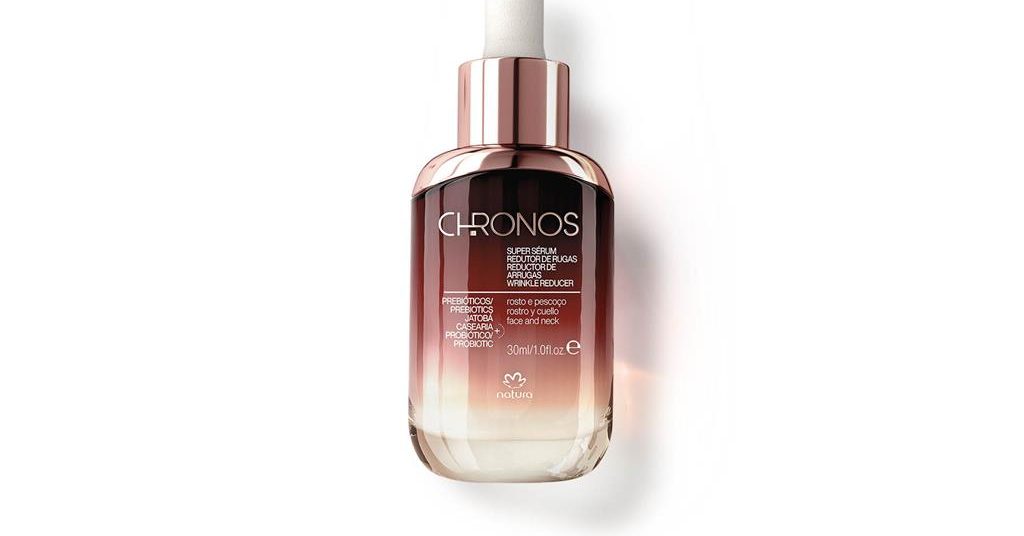 CHRONOS
SUPER SÉRUM
REDUTOR DE RUGAS
REDUCTOR DE
ARRUGAS
WRINKLE REDUCER
PREBIÓTICOS/
PREBIOTICS
JATOBÁ
CASEARIA
PROBIÓTICO/
PROBIOTIC
+
rosto e pescoço
rostro y cuello
face and neck
30ml/1.0fl.oz. e
natura